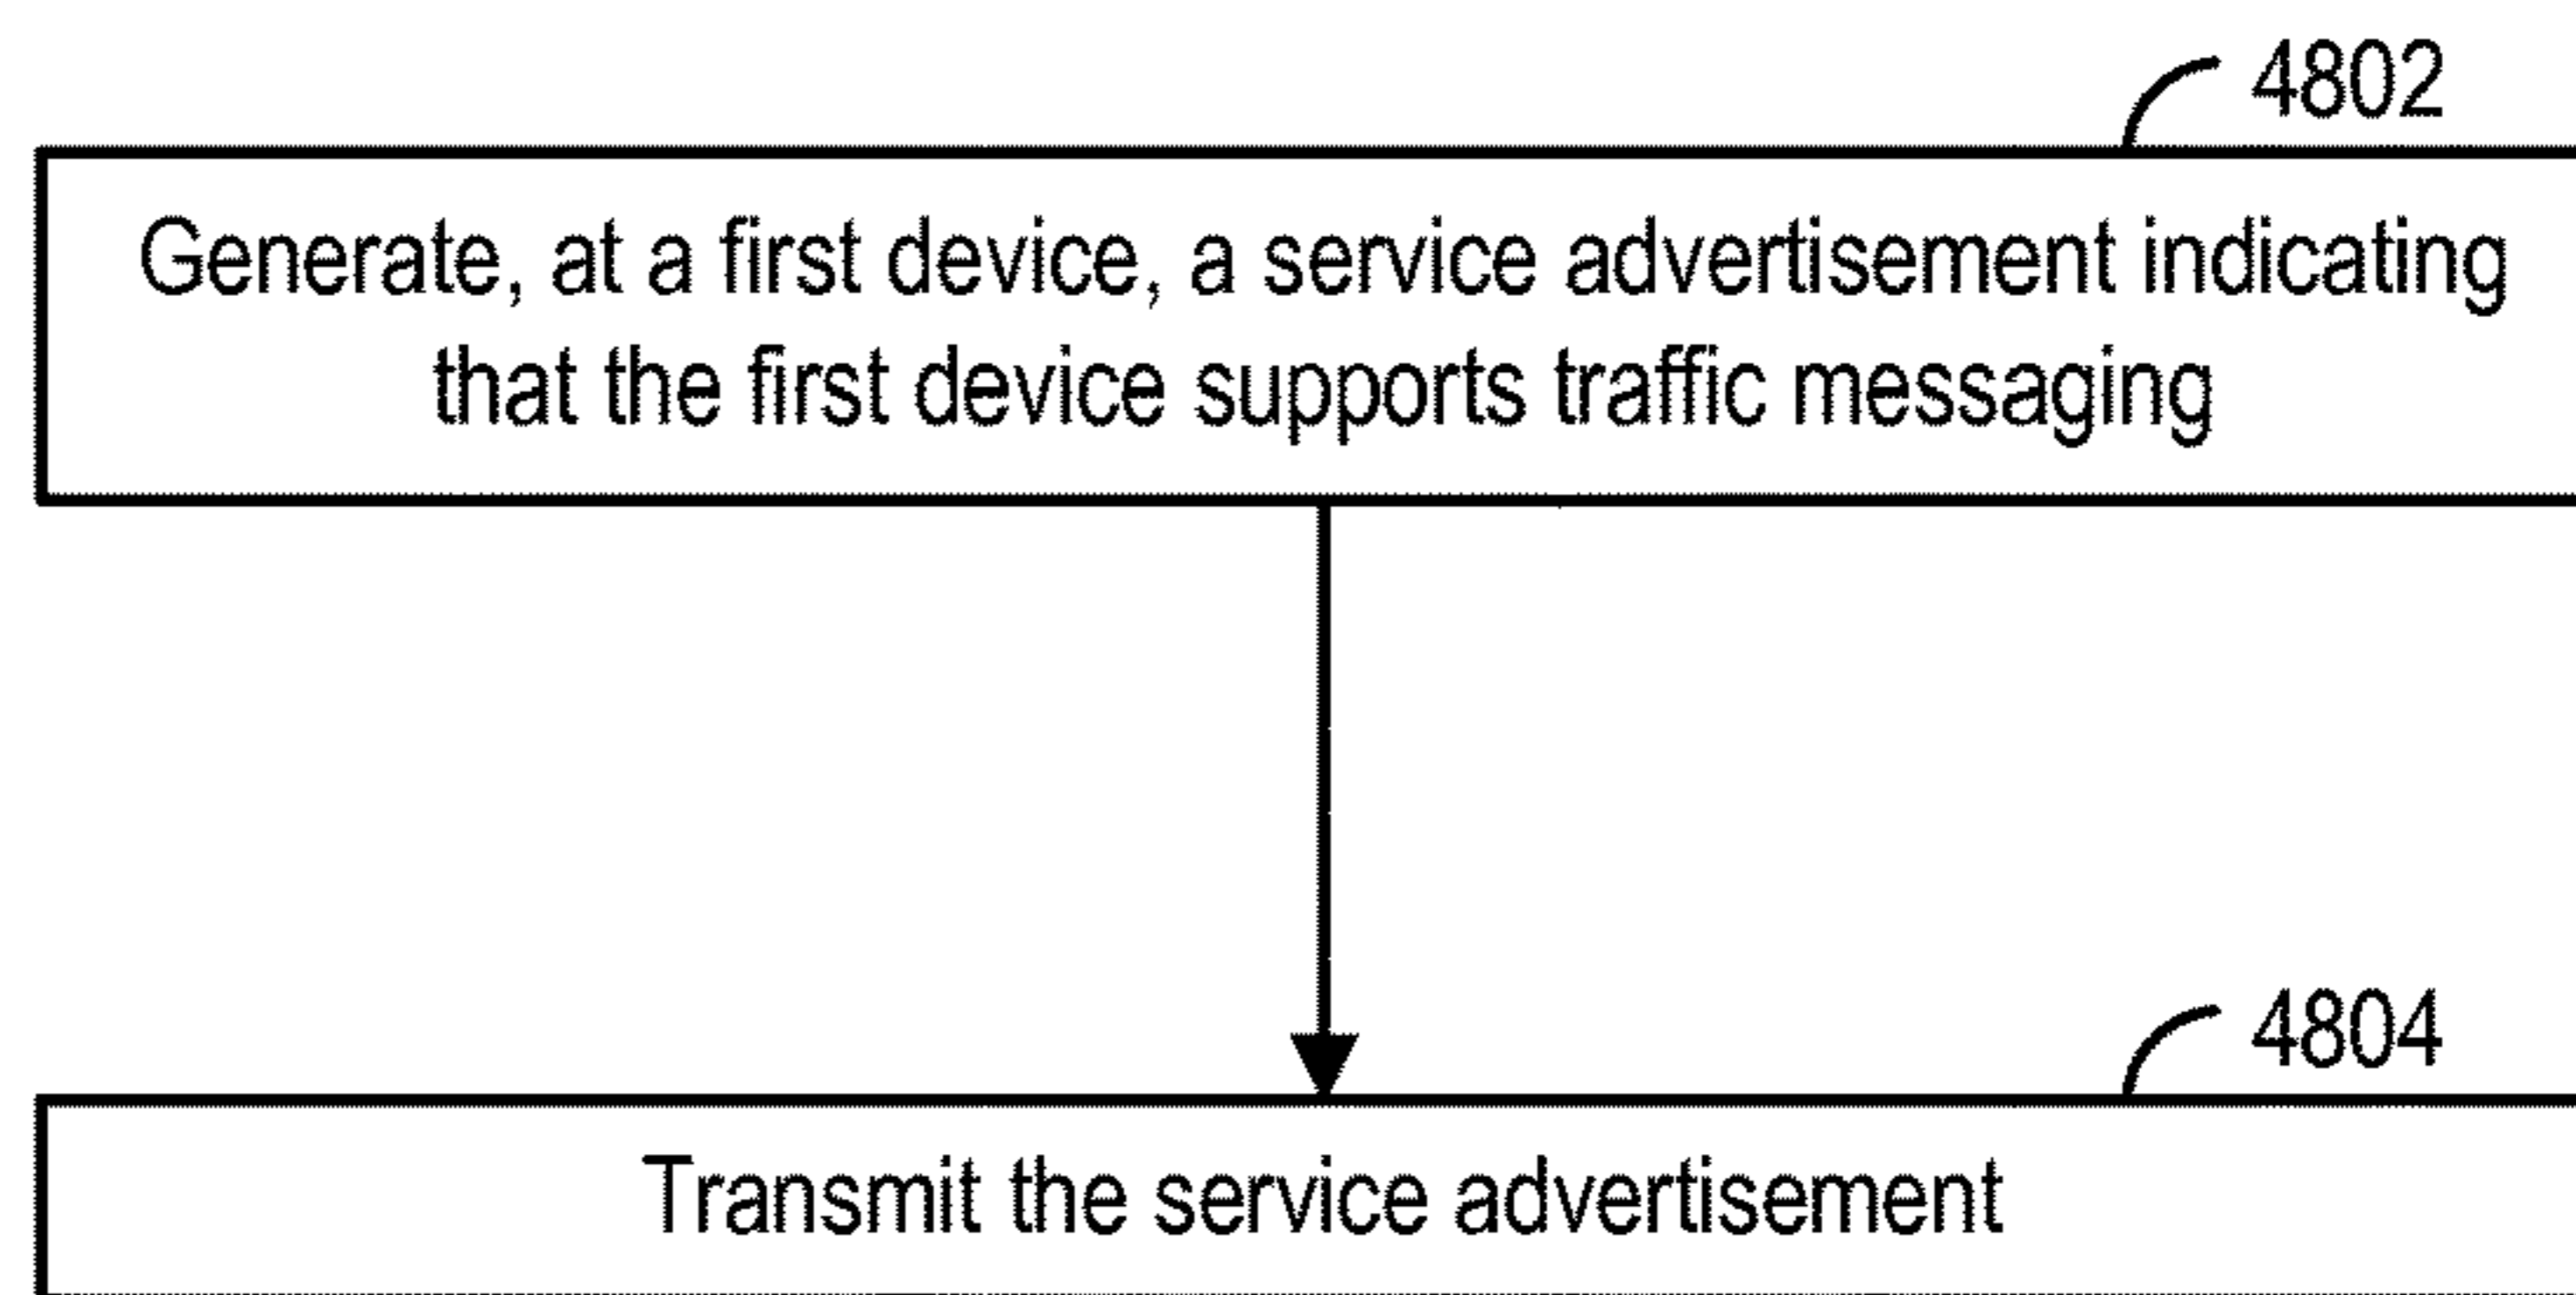 4802
Generate, at a first device, a service advertisement indicating
that the first device supports traffic messaging
4804
Transmit the service advertisement